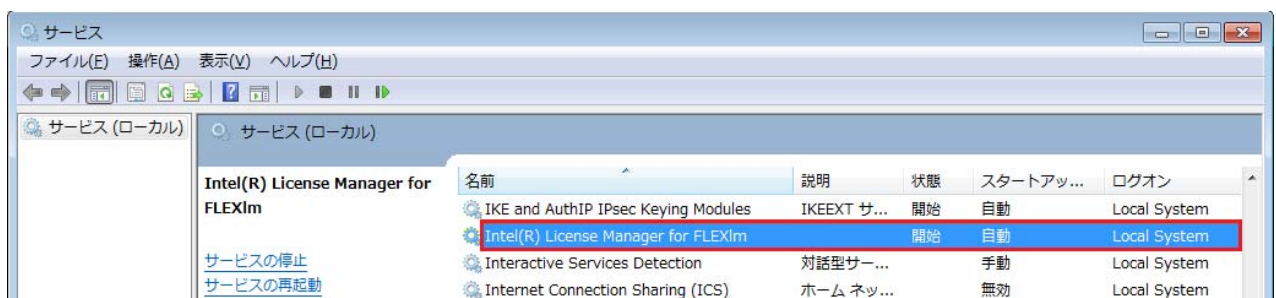 サービス
ファイル(F) 操作(A) 表示(V) ヘルプ(H)
サービス (ローカル)
サービス (ローカル)
Intel(R) License Manager for
FLEXlm
サービスの停止
サービスの再起動
名前 説明 状態 スタートアッ... ログオン
IKE and AuthIP IPsec Keying Modules IKEEXT サ... 開始 自動 Local System
Intel(R) License Manager for FLEXlm 開始 自動 Local System
Interactive Services Detection 対話型サー... 手動 Local System
Internet Connection Sharing (ICS) ホーム ネッ... 無効 Local System